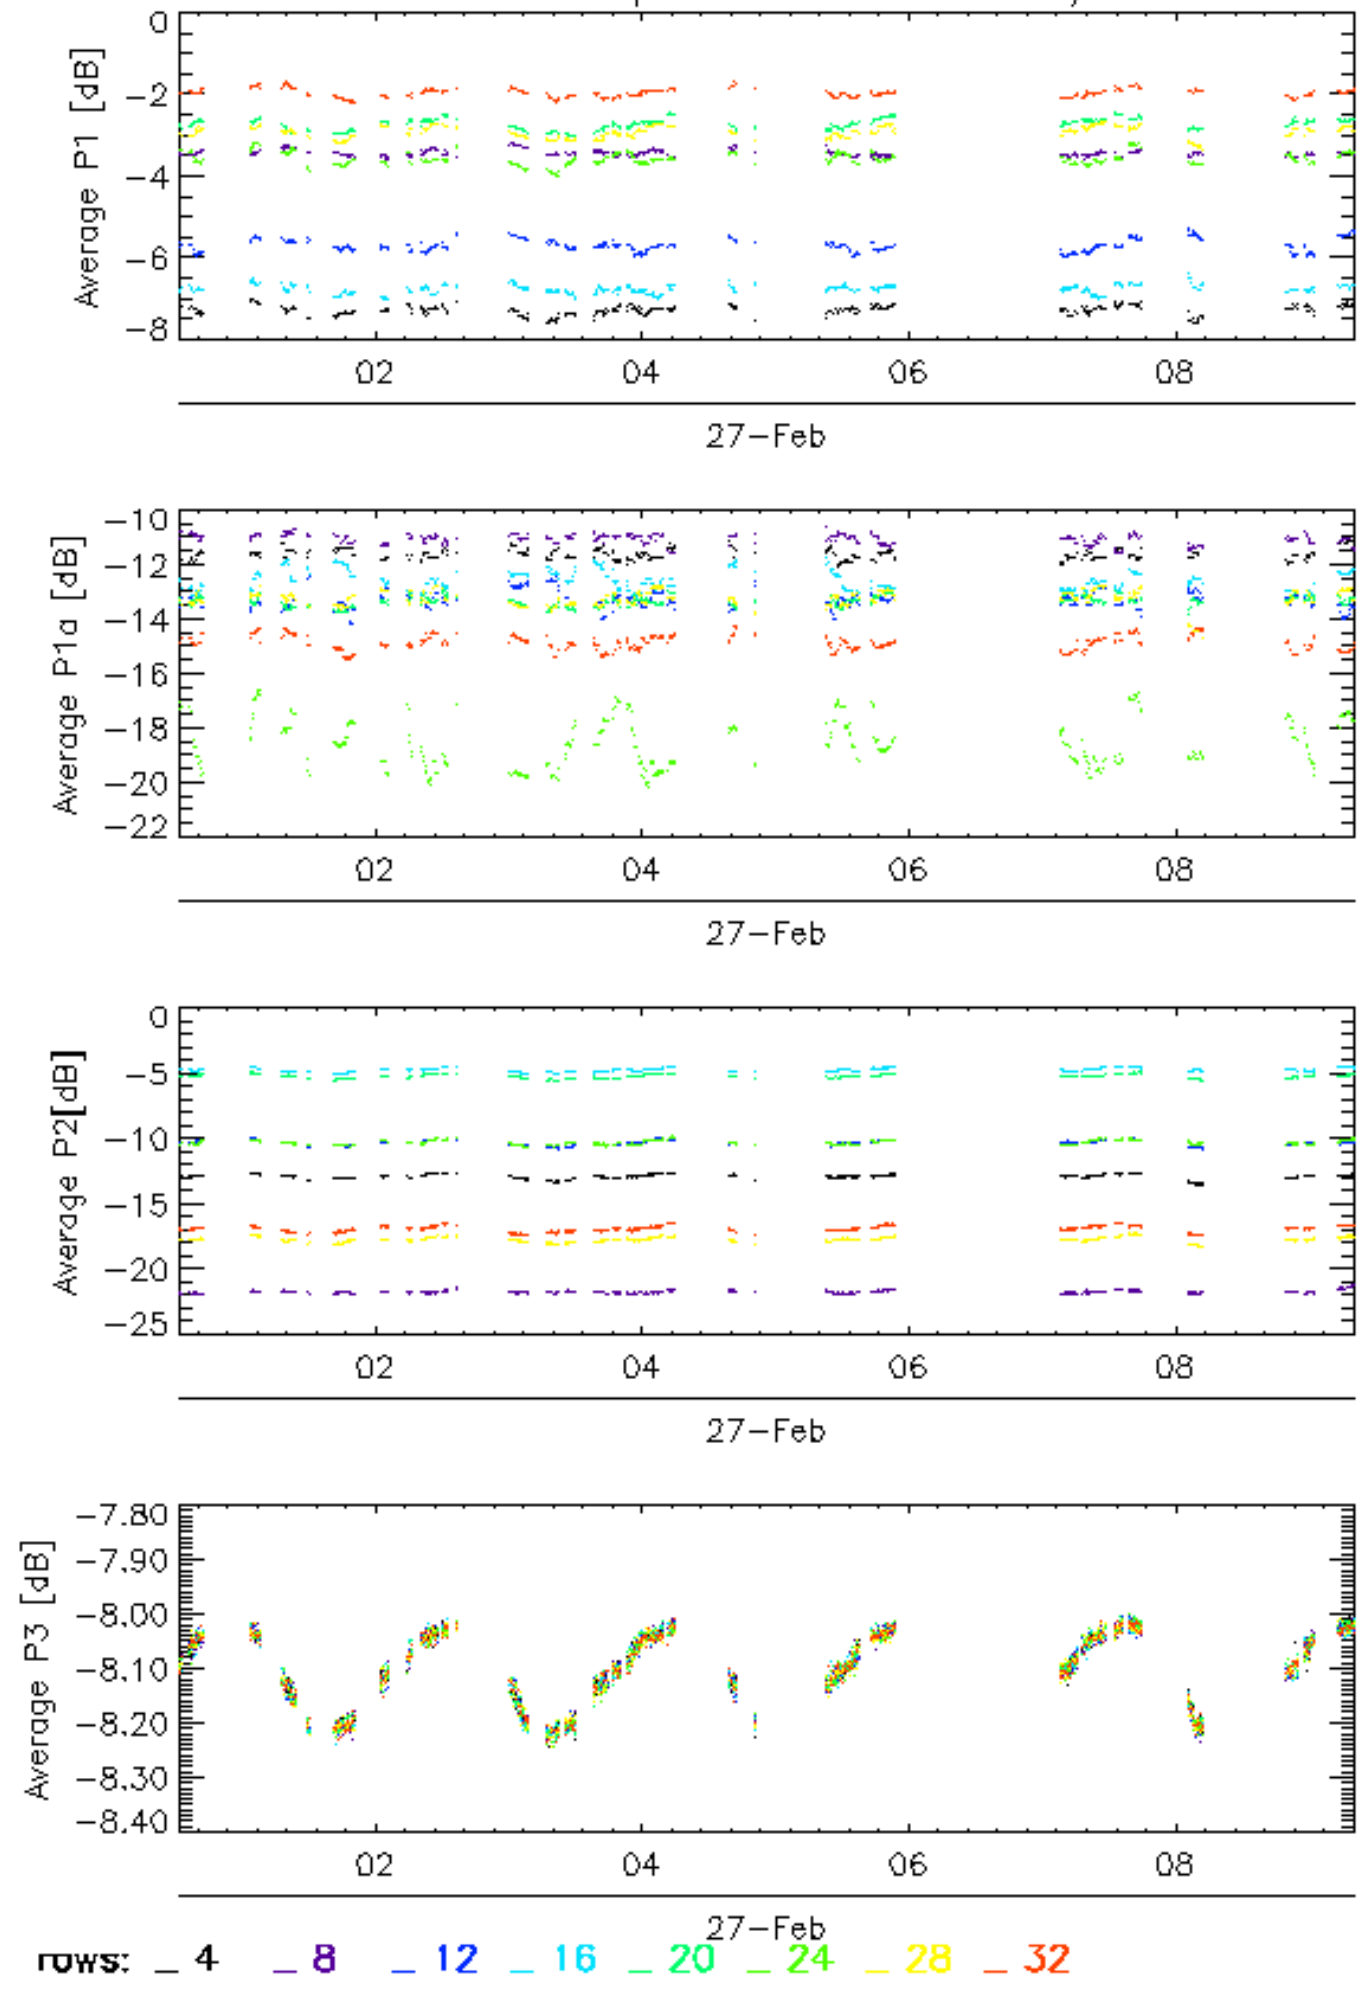 0
-2
-4
-6
-8
Average P1 [dB]
02 04 06 08
27-Feb
-10
-12
-14
-16
-18
-20
-22
Average P1a [dB]
02 04 06 08
27-Feb
0
-5
-10
-15
-20
-25
Average P2[dB]
02 04 06 08
27-Feb
-7.80
-7.90
-8.00
-8.10
-8.20
-8.30
-8.40
Average P3 [dB]
02 04 06 08
27-Feb
rows: _ 4 _ 8 _ 12 _ 16 _ 20 _ 24 _ 28 _ 32